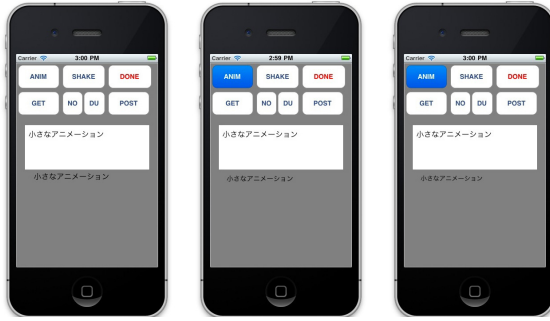 Carrier 3:00 PM
ANIM SHAKE DONE
GET NO DU POST
小さなアニメーション
小さなアニメーション
Carrier 2:59 PM
ANIM SHAKE DONE
GET NO DU POST
小さなアニメーション
小さなアニメーション
Carrier 3:00 PM
ANIM SHAKE DONE
GET NO DU POST
小さなアニメーション
小さなアニメーション